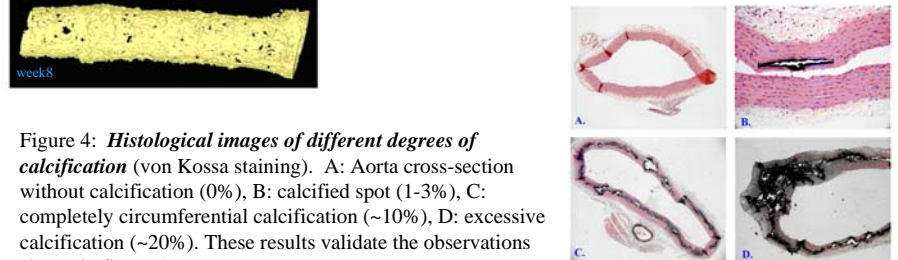 week8
A.
B.
Figure 4: Histological images of different degrees of
calcification (von Kossa staining). A: Aorta cross-section
without calcification (0%), B: calcified spot (1-3%), C:
completely circumferential calcification (~10%), D: excessive
calcification (~20%). These results validate the observations
C.
D.